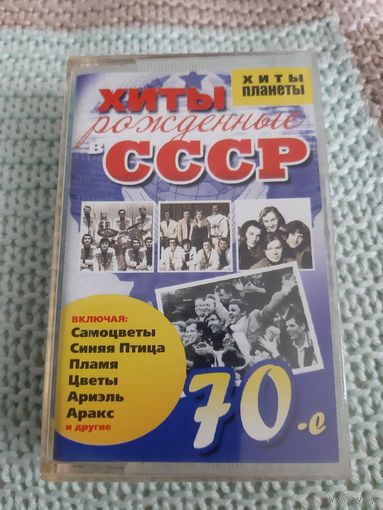 ХИТЫ
ПЛАНЕТЫ
ХИТЫ
рожденные
в СССР
ВКЛЮЧАЯ:
Самоцветы
Синяя Птица
Пламя
Цветы
Ариэль
Аракс
и другие
70-е